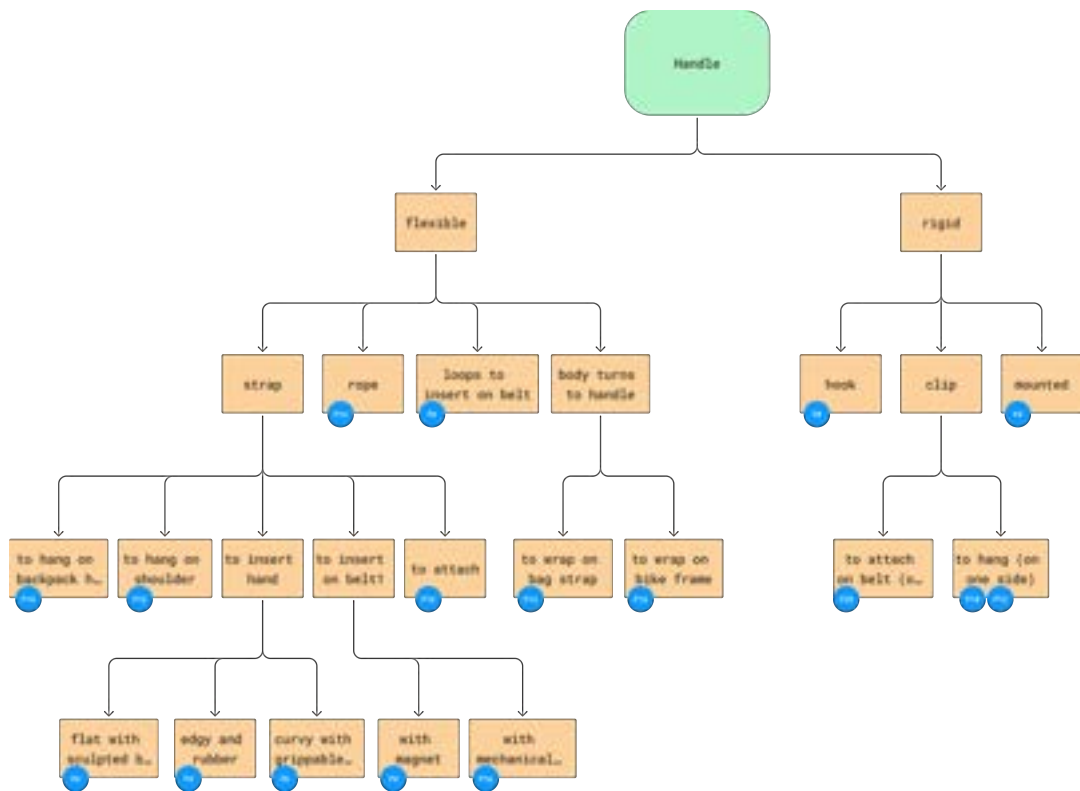 Handle
flexible
rigid
strap
rope
loops to
insert on belt
body turns
to handle
hook
clip
mounted
to hang on
backpack h…
to hang on
shoulder
to insert
hand
to insert
on belt?
to attach
to wrap on
bag strap
to wrap on
bike frame
to attach
on belt (o…
to hang (on
one side)
flat with
sculpted b…
edgy and
rubber
curvy with
grippable…
with
magnet
with
mechanical…